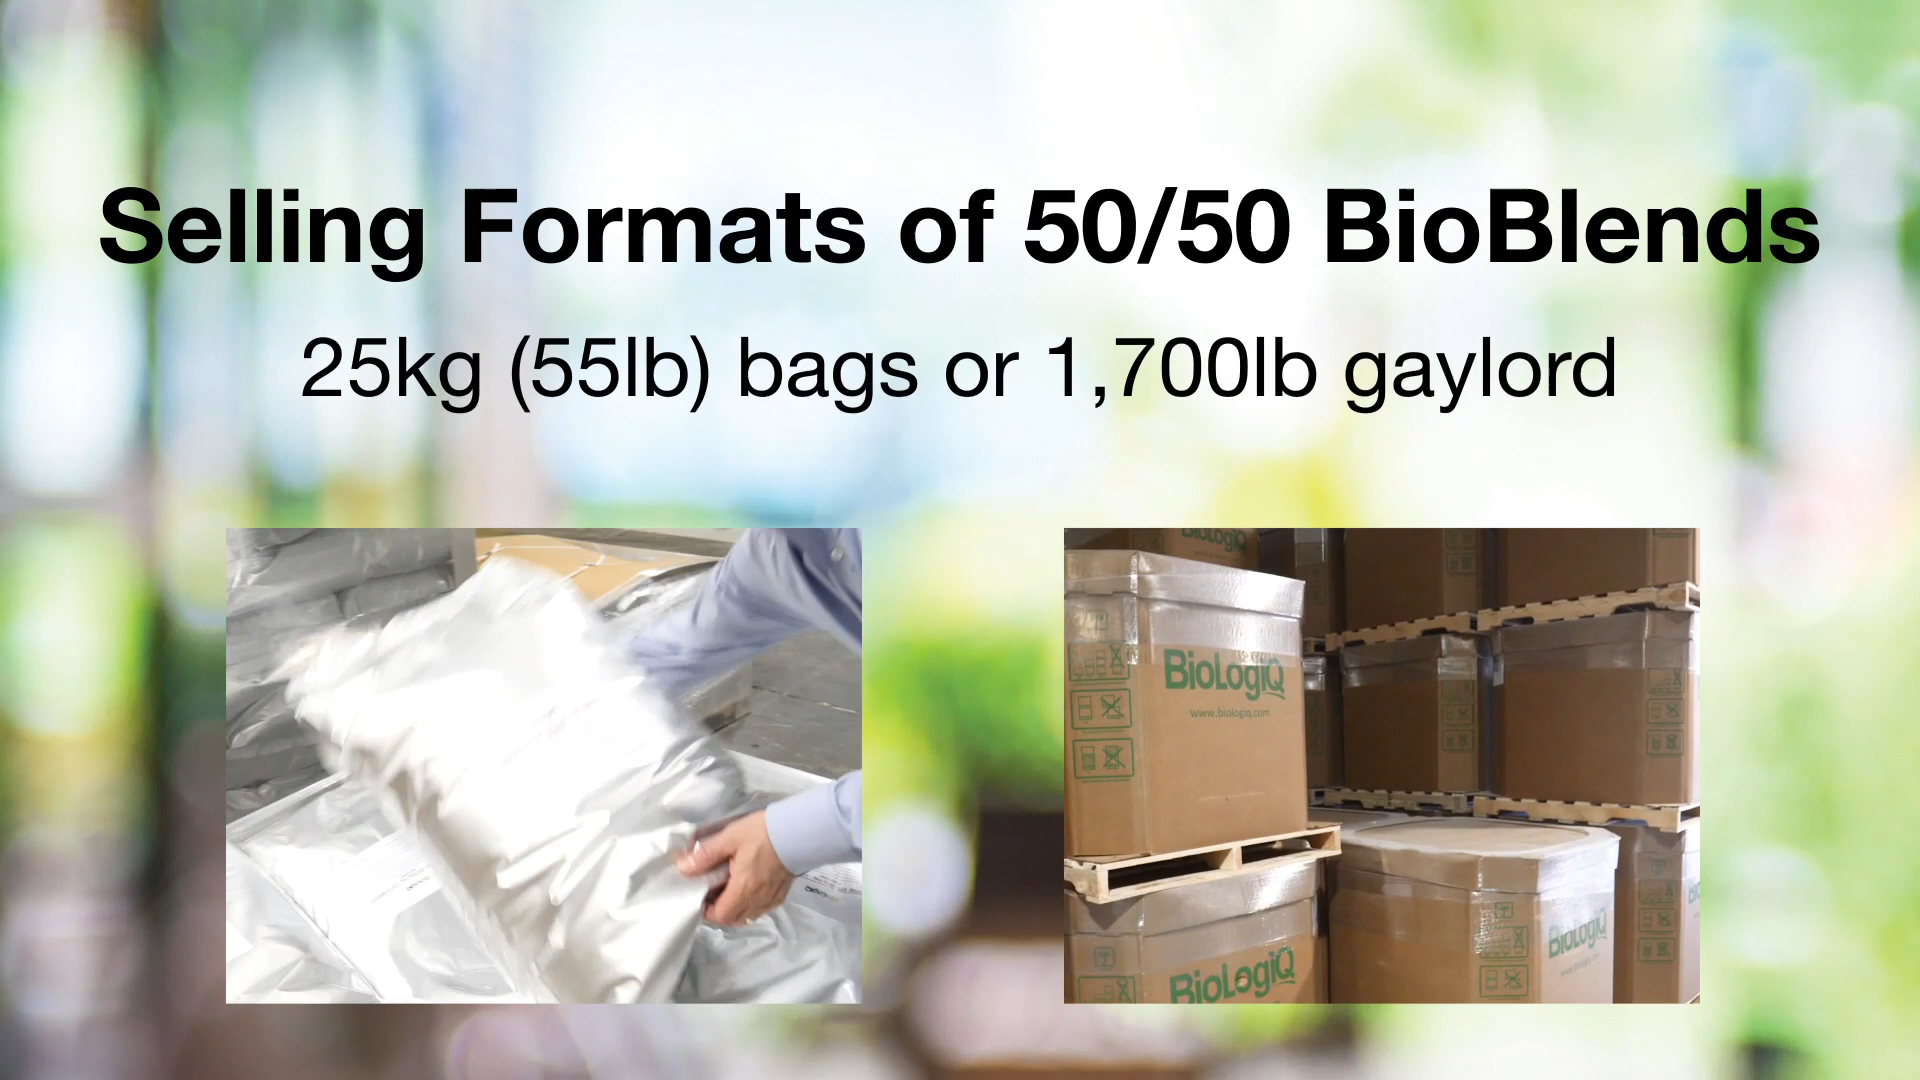 Selling Formats of 50/50 BioBlends
25kg (55lb) bags or 1,700lb gaylord
BioLogiQ
BioLogiQ
www.biologiq.com
BioLogiQ
BioLogiQ